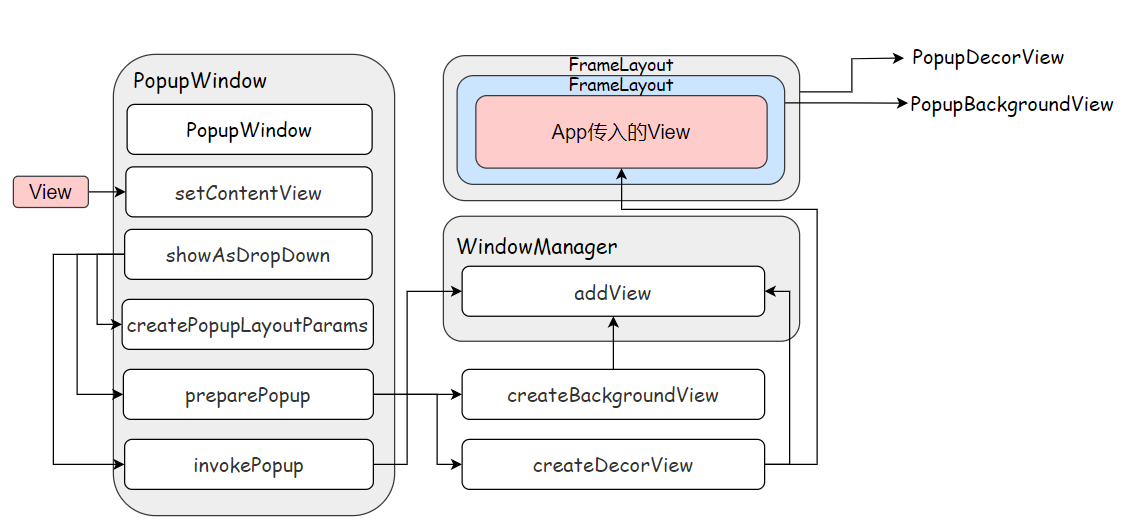 PopupWindow
PopupWindow
View
setContentView
showAsDropDown
createPopupLayoutParams
preparePopup
invokePopup
FrameLayout
FrameLayout
App传入的View
PopupDecorView
PopupBackgroundView
WindowManager
addView
createBackgroundView
createDecorView